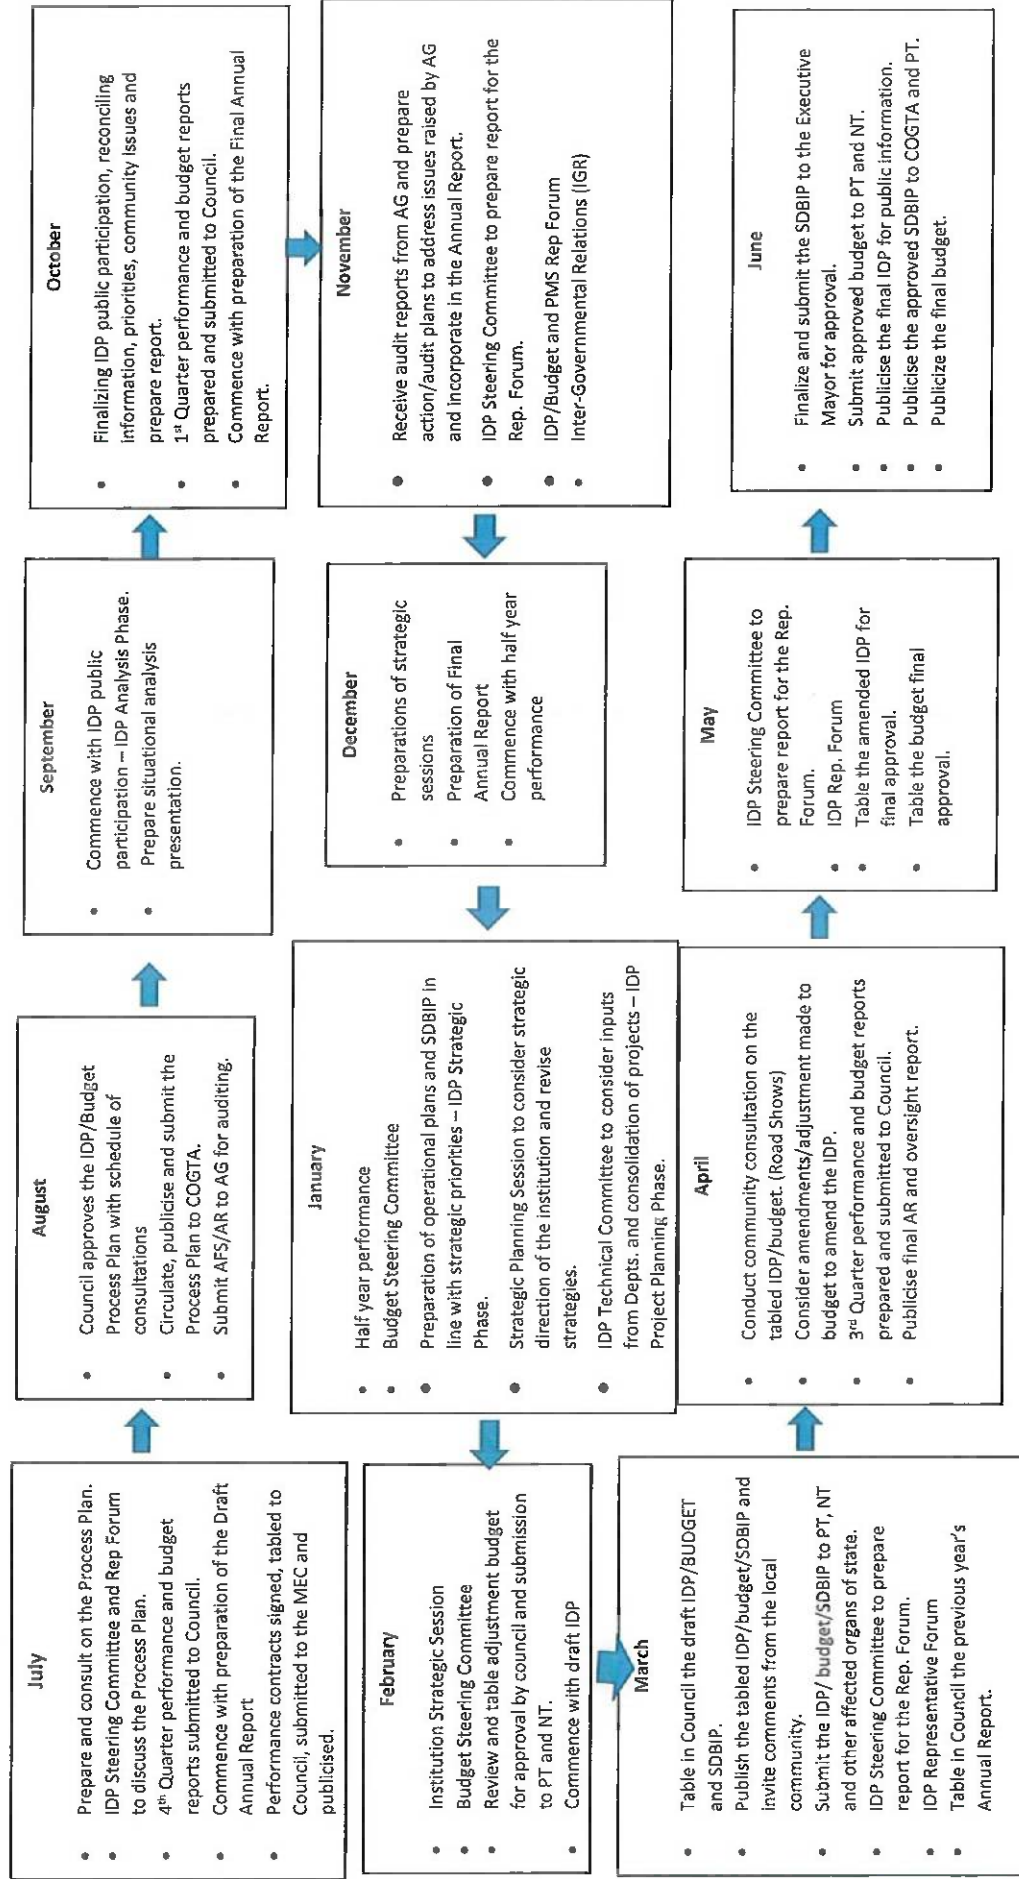 July
Prepare and consult on the Process Plan.
IDP Steering Committee and Rep Forum
to discuss the Process Plan.
4th Quarter performance and budget
reports submitted to Council.
Commence with preparation of the Draft
Annual Report
Performance contracts signed, tabled to
Council, submitted to the MEC and
publicised.
August
Council approves the IDP/Budget
Process Plan with schedule of
consultations
Circulate, publicise and submit the
Process Plan to COGTA.
Submit AFS/AR to AG for auditing.
September
Commence with IDP public
participation – IDP Analysis Phase.
Prepare situational analysis
presentation.
October
Finalizing IDP public participation, reconciling
information, priorities, community issues and
prepare report.
1st Quarter performance and budget reports
prepared and submitted to Council.
Commence with preparation of the Final Annual
Report.
November
Receive audit reports from AG and prepare
action/audit plans to address issues raised by AG
and incorporate in the Annual Report.
IDP Steering Committee to prepare report for the
Rep. Forum.
IDP/Budget and PMS Rep Forum
Inter-Governmental Relations (IGR)
December
Preparations of strategic
sessions
Preparation of Final
Annual Report
Commence with half year
performance
January
Half year performance
Budget Steering Committee
Preparation of operational plans and SDBIP in
line with strategic priorities – IDP Strategic
Phase.
Strategic Planning Session to consider strategic
direction of the institution and revise
strategies.
IDP Technical Committee to consider inputs
from Depts. and consolidation of projects – IDP
Project Planning Phase.
February
Institution Strategic Session
Budget Steering Committee
Review and table adjustment budget
for approval by council and submission
to PT and NT.
Commence with draft IDP
March
Table in Council the draft IDP/BUDGET
and SDBIP.
Publish the tabled IDP/budget/SDBIP and
invite comments from the local
community.
Submit the IDP/ budget/SDBIP to PT, NT
and other affected organs of state.
IDP Steering Committee to prepare
report for the Rep. Forum.
IDP Representative Forum
Table in Council the previous year's
Annual Report.
April
Conduct community consultation on the
tabled IDP/budget. (Road Shows)
Consider amendments/adjustment made to
budget to amend the IDP.
3rd Quarter performance and budget reports
prepared and submitted to Council.
Publicise final AR and oversight report.
May
IDP Steering Committee to
prepare report for the Rep.
Forum.
IDP Rep. Forum
Table the amended IDP for
final approval.
Table the budget final
approval.
June
Finalize and submit the SDBIP to the Executive
Mayor for approval.
Submit approved budget to PT and NT.
Publicise the final IDP for public information.
Publicise the approved SDBIP to COGTA and PT.
Publicize the final budget.